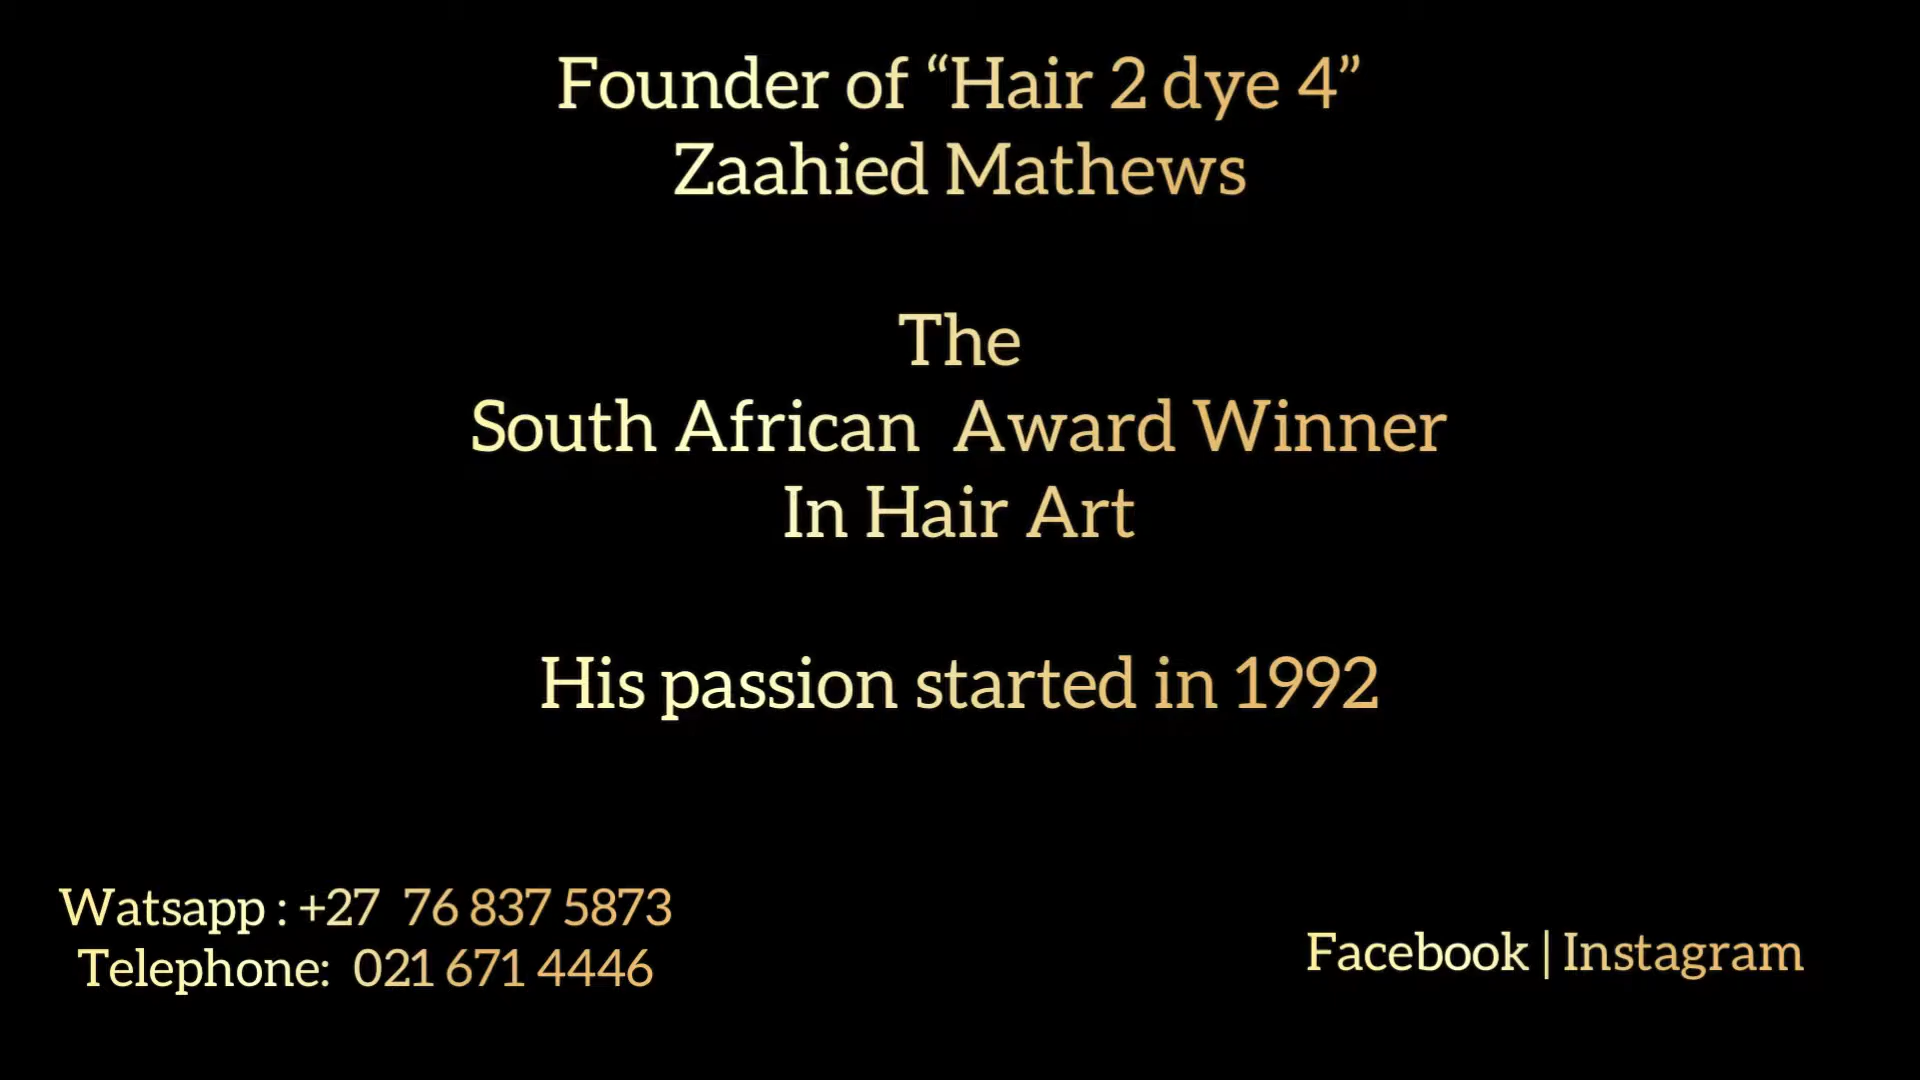 Founder of “Hair 2 dye 4”
Zaahied Mathews
The
South African  Award Winner
In Hair Art
His passion started in 1992
Watsapp : +27  76 837 5873
Telephone:  021 671 4446
Facebook | Instagram